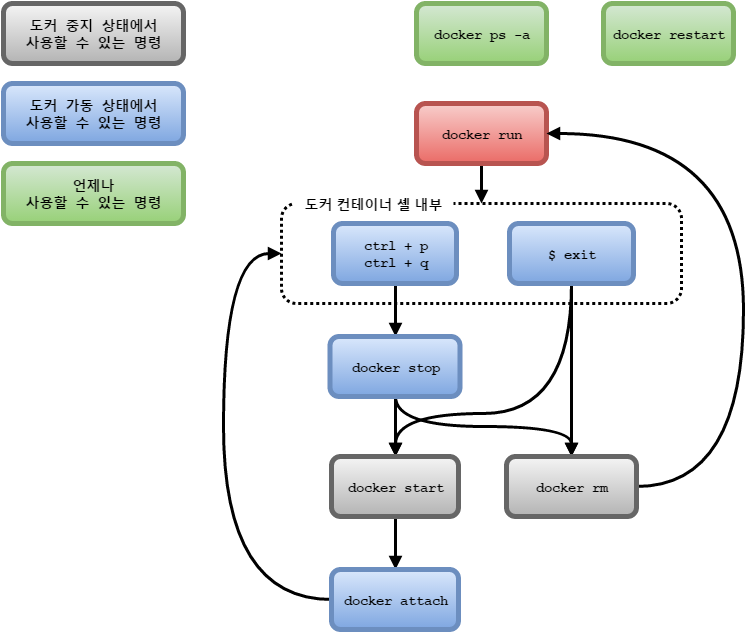 도커 중지 상태에서
사용할 수 있는 명령
docker ps -a
docker restart
도커 가동 상태에서
사용할 수 있는 명령
docker run
언제나
사용할 수 있는 명령
도커 컨테이너 셸 내부
ctrl + p
ctrl + q
$ exit
docker stop
docker start
docker rm
docker attach